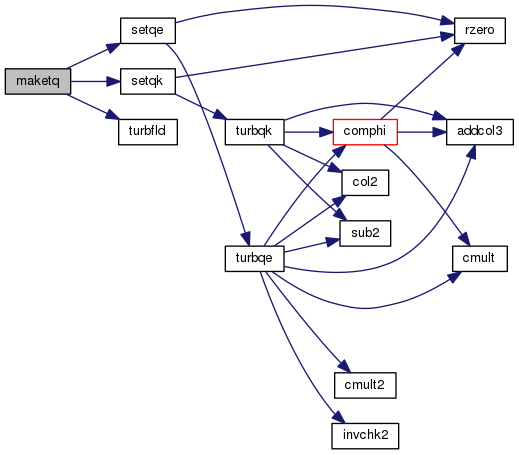 setqe
rzero
maketq
setqk
turbfld
turbqk
comphi
addcol3
col2
sub2
turbqe
cmult
cmult2
invchk2